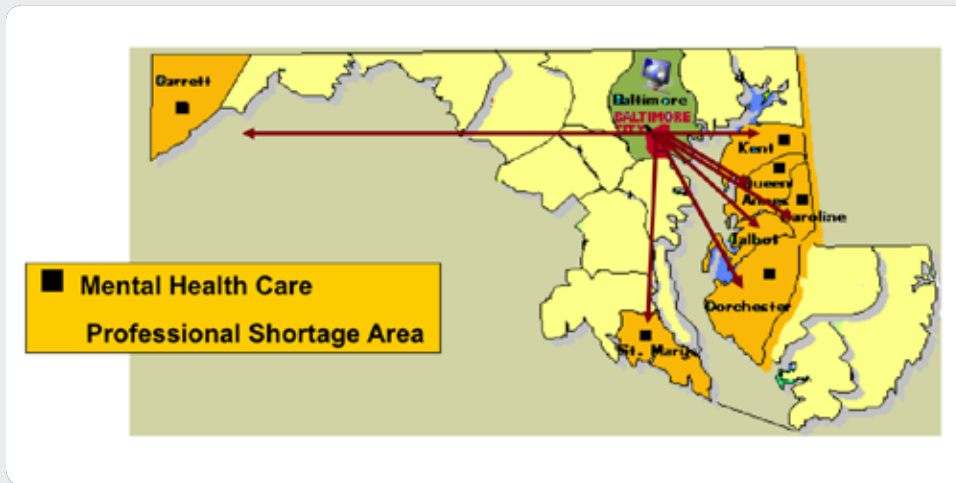 Garrett
Baltimore
BALTIMORE
CITY
Kent
Queen
Annes
Caroline
Talbot
Dorchester
St. Marys
Mental Health Care
Professional Shortage Area